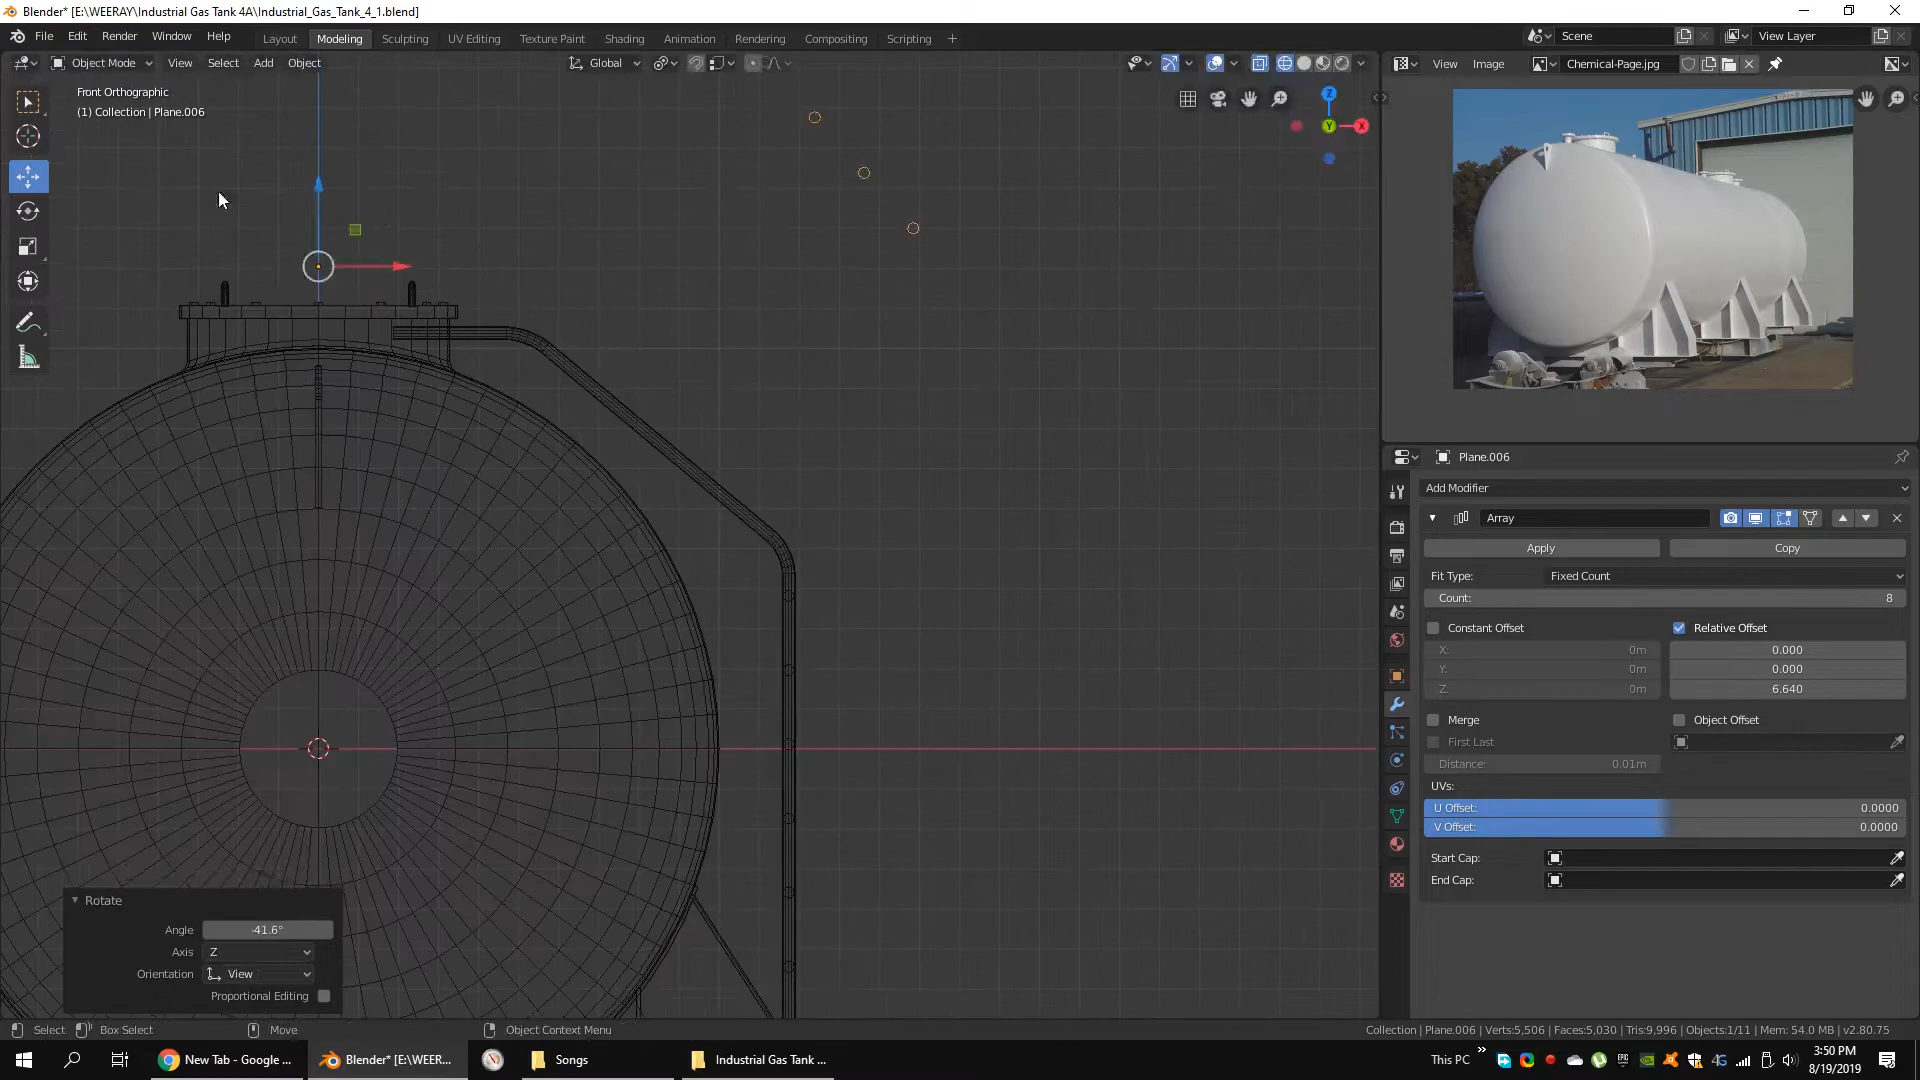 Blender* [E:\WEERAY\Industrial Gas Tank 4A\Industrial_Gas_Tank_4_1.blend]
File Edit Render Window Help
Layout Modeling Sculpting UV Editing Texture Paint Shading Animation Rendering Compositing Scripting +
Scene View Layer
Object Mode View Select Add Object
Global
View Image Chemical-Page.jpg
Front Orthographic
(1) Collection | Plane.006
Z
Y
X
Plane.006
Add Modifier
Array
Apply Copy
Fit Type: Fixed Count
Count: 8
Constant Offset Relative Offset
X: 0m 0.000
Y: 0m 0.000
Z: 0m 6.640
Merge Object Offset
First Last
Distance: 0.01m
UVs:
U Offset: 0.0000
V Offset: 0.0000
Start Cap:
End Cap:
Rotate
Angle -41.6°
Axis Z
Orientation View
Proportional Editing
Select Box Select Move Object Context Menu
Collection | Plane.006 | Verts:5,506 | Faces:5,030 | Tris:9,996 | Objects:1/11 | Mem: 54.0 MB | v2.80.75
New Tab - Google ... Blender* [E:\WEER... Songs Industrial Gas Tank ...
This PC 4G 3:50 PM
8/19/2019